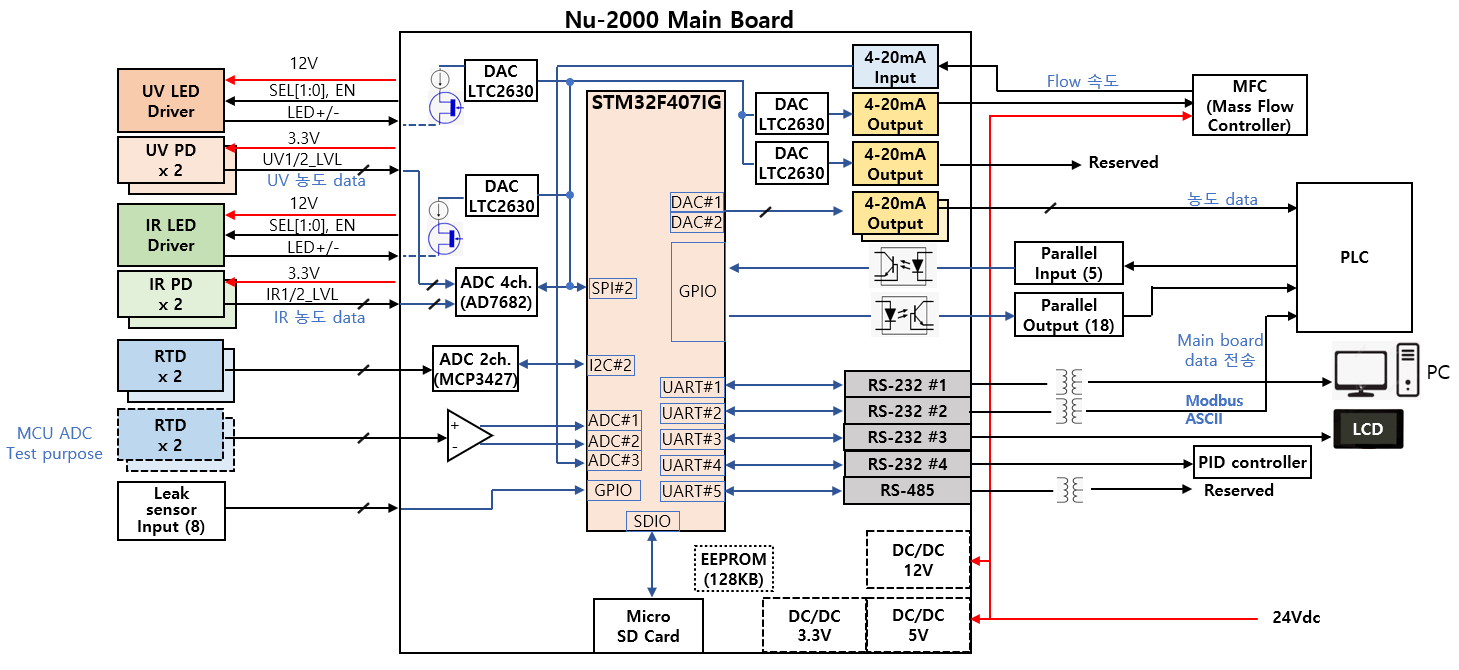 Nu-2000 Main Board
12V
UV LED
Driver
SEL[1:0], EN
LED+/-
3.3V
UV PD
x 2
UV1/2_LVL
UV 농도 data
12V
IR LED
Driver
SEL[1:0], EN
LED+/-
3.3V
IR PD
x 2
IR1/2_LVL
IR 농도 data
RTD
x 2
MCU ADC
Test purpose
RTD
x 2
Leak
sensor
Input (8)
DAC
LTC2630
DAC
LTC2630
ADC 4ch.
(AD7682)
ADC 2ch.
(MCP3427)
+
-
STM32F407IG
DAC#1
DAC#2
GPIO
SPI#2
I2C#2
UART#1
UART#2
UART#3
UART#4
UART#5
ADC#1
ADC#2
ADC#3
GPIO
SDIO
EEPROM
(128KB)
Micro
SD Card
DAC
LTC2630
DAC
LTC2630
4-20mA
Input
4-20mA
Output
4-20mA
Output
4-20mA
Output
RS-232 #1
RS-232 #2
RS-232 #3
RS-232 #4
RS-485
DC/DC
12V
DC/DC
3.3V
DC/DC
5V
Flow 속도
MFC
(Mass Flow
Controller)
Reserved
농도 data
PLC
Parallel
Input (5)
Parallel
Output (18)
Main board
data 전송
PC
Modbus
ASCII
LCD
PID controller
Reserved
24Vdc